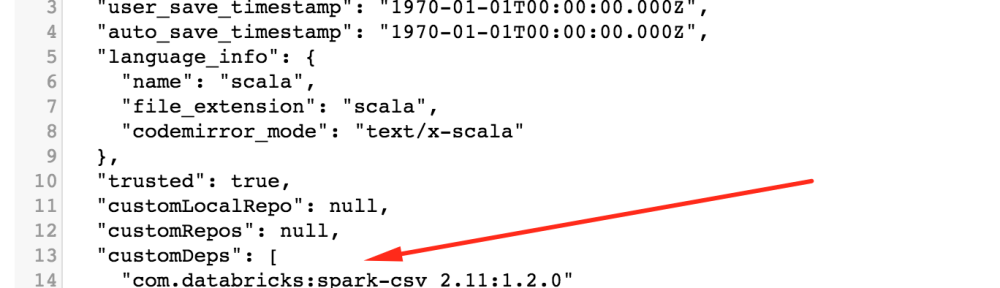 3 "user_save_timestamp": "1970-01-01T00:00:00.000Z",
4 "auto_save_timestamp": "1970-01-01T00:00:00.000Z",
5 "language_info": {
6 "name": "scala",
7 "file_extension": "scala",
8 "codemirror_mode": "text/x-scala"
9 },
10 "trusted": true,
11 "customLocalRepo": null,
12 "customRepos": null,
13 "customDeps": [
14 "com.databricks:spark-csv_2.11:1.2.0"